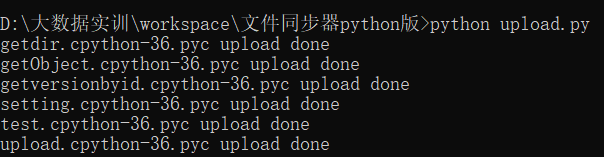 D:\大数据实训\workspace\文件同步器python版>python upload.py
getdir.cpython-36.pyc upload done
getObject.cpython-36.pyc upload done
getversionbyid.cpython-36.pyc upload done
setting.cpython-36.pyc upload done
test.cpython-36.pyc upload done
upload.cpython-36.pyc upload done